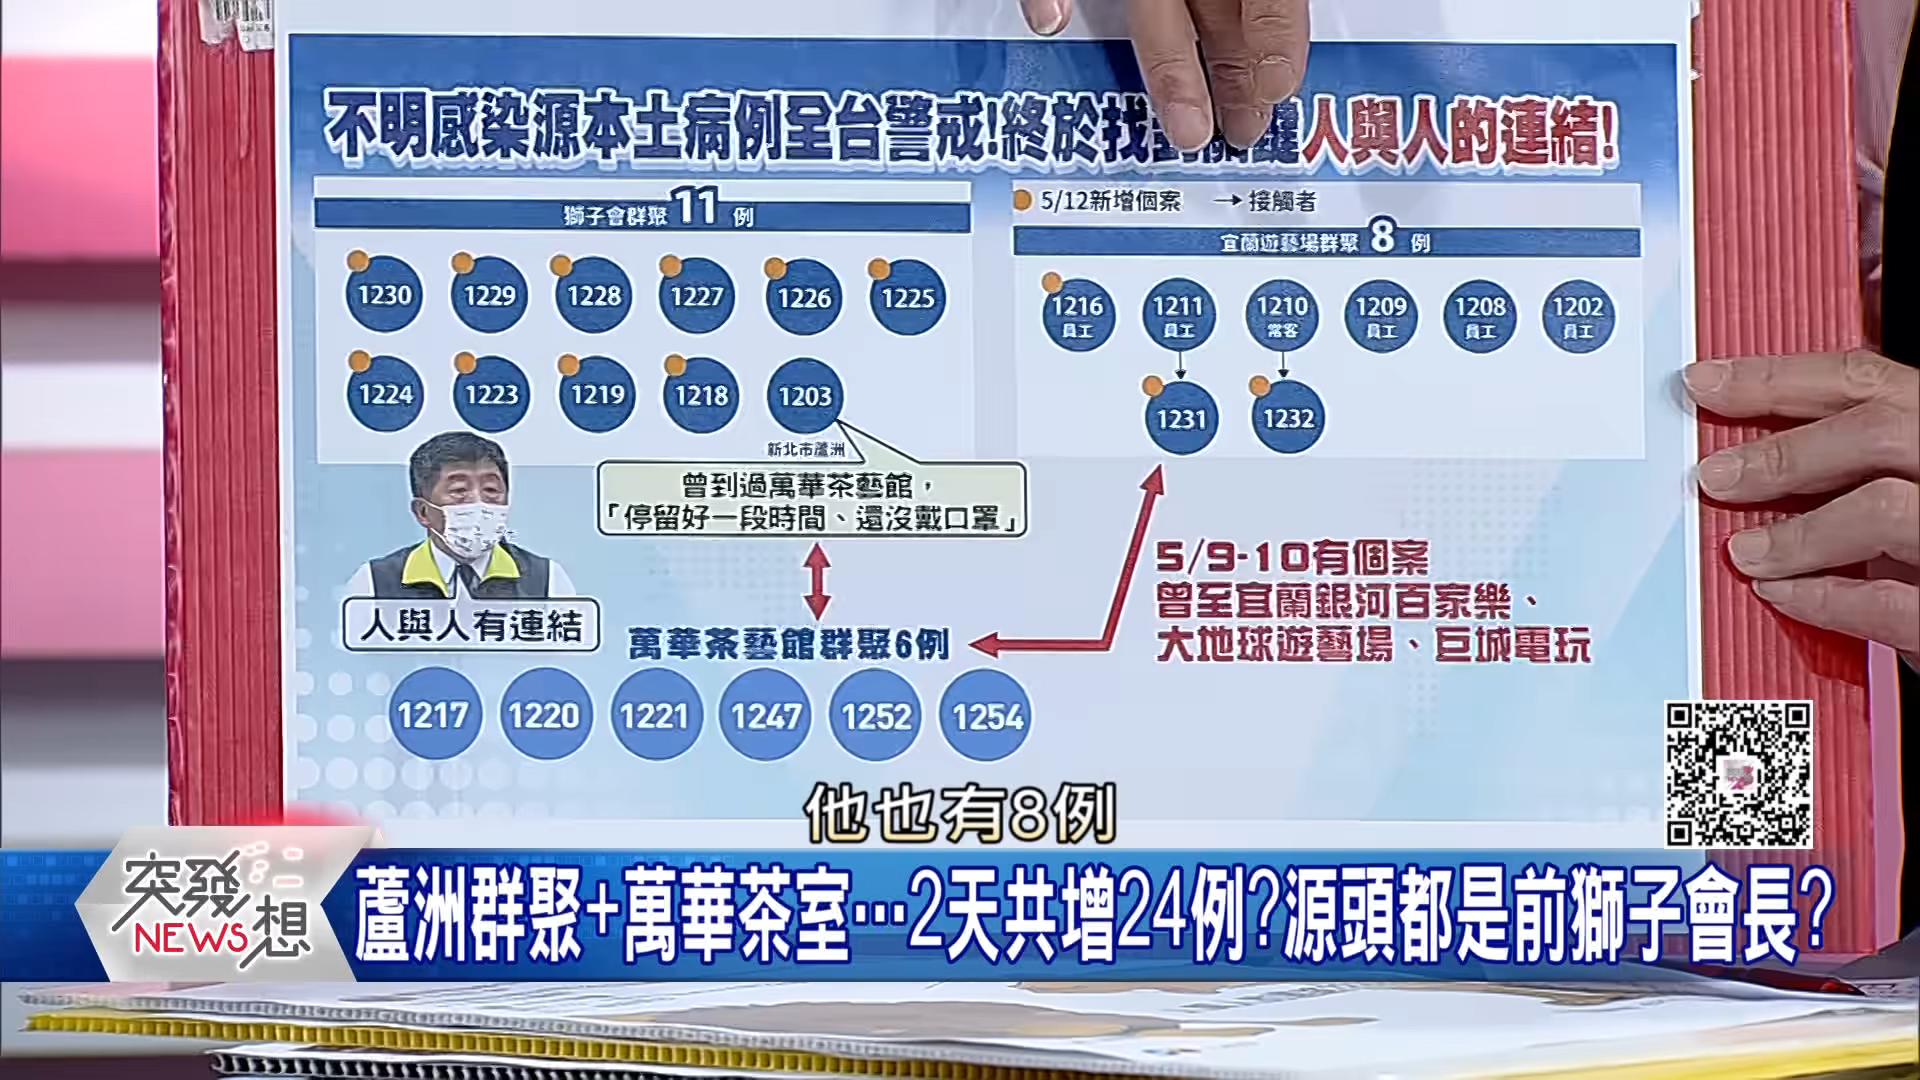 不明感染源本土病例全台警戒!終於找到關鍵人與人的連結!
獅子會群聚11例
5/12新增個案 →接觸者
宜蘭遊藝場群聚8例
1230 1229 1228 1227 1226 1225
1224 1223 1219 1218 1203
新北市蘆洲
1216 員工
1211 員工
1210 常客
1209 員工
1208 員工
1202 員工
1231 1232
曾到過萬華茶藝館，
「停留好一段時間、還沒戴口罩」
人與人有連結
5/9-10有個案
曾至宜蘭銀河百家樂、
大地球遊藝場、巨城電玩
萬華茶藝館群聚6例
1217 1220 1221 1247 1252 1254
他也有8例
突發
NEWS想
蘆洲群聚+萬華茶室…2天共增24例?源頭都是前獅子會長?